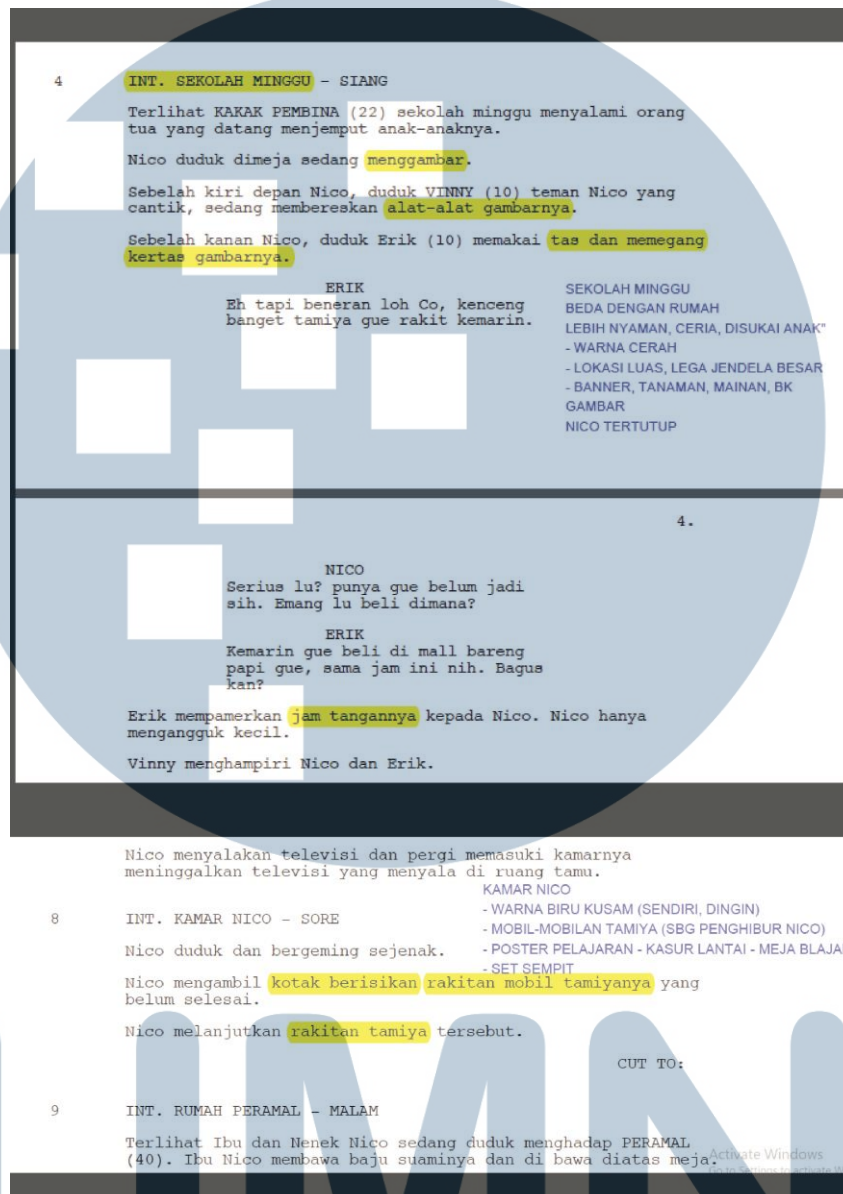 4 INT. SEKOLAH MINGGU - SIANG
Terlihat KAKAK PEMBINA (22) sekolah minggu menyalami orang
tua yang datang menjemput anak-anaknya.
Nico duduk dimeja sedang menggambar.
Sebelah kiri depan Nico, duduk VINNY (10) teman Nico yang
cantik, sedang membereskan alat-alat gambarnya.
Sebelah kanan Nico, duduk Erik (10) memakai tas dan memegang
kertas gambarnya.
ERIK
Eh tapi beneran loh Co, kenceng
banget tamiya gue rakit kemarin.
SEKOLAH MINGGU
BEDA DENGAN RUMAH
LEBIH NYAMAN, CERIA, DISUKAI ANAK"
- WARNA CERAH
- LOKASI LUAS, LEGA JENDELA BESAR
- BANNER, TANAMAN, MAINAN, BK
GAMBAR
NICO TERTUTUP
4.
NICO
Serius lu? punya gue belum jadi
sih. Emang lu beli dimana?
ERIK
Kemarin gue beli di mall bareng
papi gue, sama jam ini nih. Bagus
kan?
Erik mempamerkan jam tangannya kepada Nico. Nico hanya
mengangguk kecil.
Vinny menghampiri Nico dan Erik.
Nico menyalakan televisi dan pergi memasuki kamarnya
meninggalkan televisi yang menyala di ruang tamu.
KAMAR NICO
- WARNA BIRU KUSAM (SENDIRI, DINGIN)
- MOBIL-MOBILAN TAMIYA (SBG PENGHIBUR NICO)
- POSTER PELAJARAN - KASUR LANTAI - MEJA BLAJAR
- SET SEMPIT
8 INT. KAMAR NICO - SORE
Nico duduk dan bergeming sejenak.
Nico mengambil kotak berisikan rakitan mobil tamiyanya yang
belum selesai.
Nico melanjutkan rakitan tamiya tersebut.
CUT TO:
9 INT. RUMAH PERAMAL - MALAM
Terlihat Ibu dan Nenek Nico sedang duduk menghadap PERAMAL
(40). Ibu Nico membawa baju suaminya dan di bawa diatas meja.
Activate Windows
Go to Settings to activate
UMN